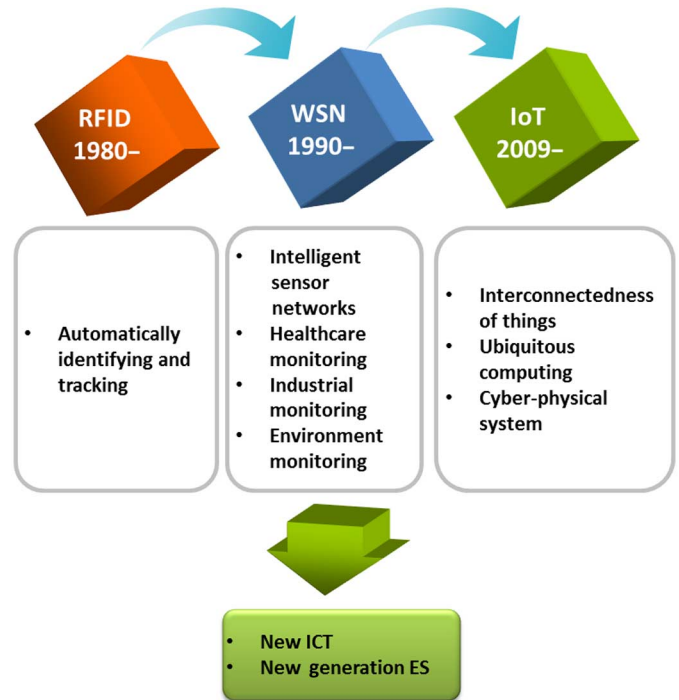 RFID
1980–
WSN
1990–
IoT
2009–
• Automatically
identifying and
tracking
• Intelligent
sensor
networks
• Healthcare
monitoring
• Industrial
monitoring
• Environment
monitoring
• Interconnectedness
of things
• Ubiquitous
computing
• Cyber-physical
system
• New ICT
• New generation ES